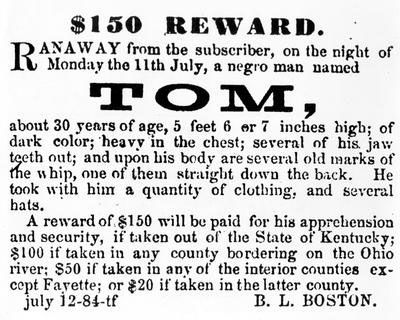 $150 REWARD.
RANAWAY from the subscriber, on the night of
Monday the 11th July, a negro man named
TOM,
about 30 years of age, 5 feet 6 or 7 inches high; of
dark color; heavy in the chest; several of his jaw
teeth out; and upon his body are several old marks of
the whip, one of them straight down the back. He
took with him a quantity of clothing, and several
hats.
A reward of $150 will be paid for his apprehension
and security, if taken out of the State of Kentucky;
$100 if taken in any county bordering on the Ohio
river; $50 if taken in any of the interior counties ex-
cept Fayette; or $20 if taken in the latter county.
july 12-84-tf B. L. BOSTON.